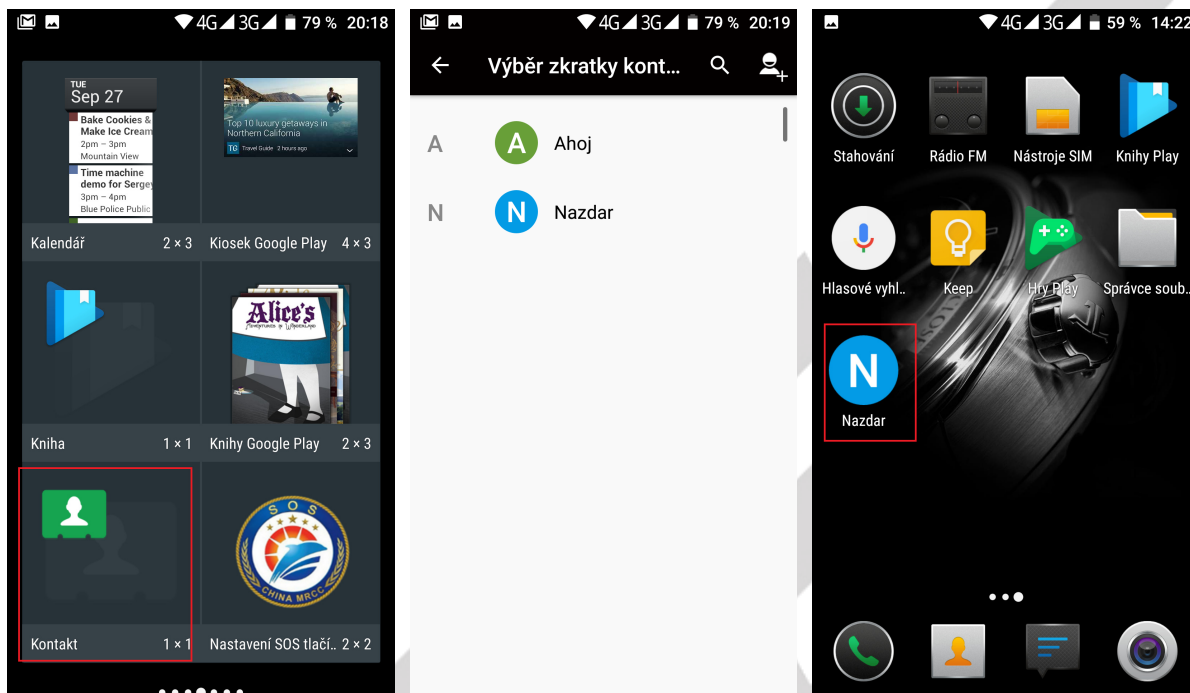 4G 3G 79 % 20:18
TUE
Sep 27
Bake Cookies &
Make Ice Cream
2pm – 3pm
Mountain View
Time machine
demo for Sergey
3pm – 4pm
Blue Police Public
Top 10 luxury getaways in
Northern California
TG Travel Guide 2 hours ago
Kalendář 2 × 3
Kiosek Google Play 4 × 3
Alice's
Adventures in Wonderland
Kniha 1 × 1
Knihy Google Play 2 × 3
SOS
CHINA MRCC
Kontakt 1 × 1
Nastavení SOS tlačí.. 2 × 2
4G 3G 79 % 20:19
Výběr zkratky kont...
A A Ahoj
N N Nazdar
4G 3G 59 % 14:22
Stahování Rádio FM Nástroje SIM Knihy Play
Hlasové vyhl.. Keep Hry Play Správce soub..
N
Nazdar